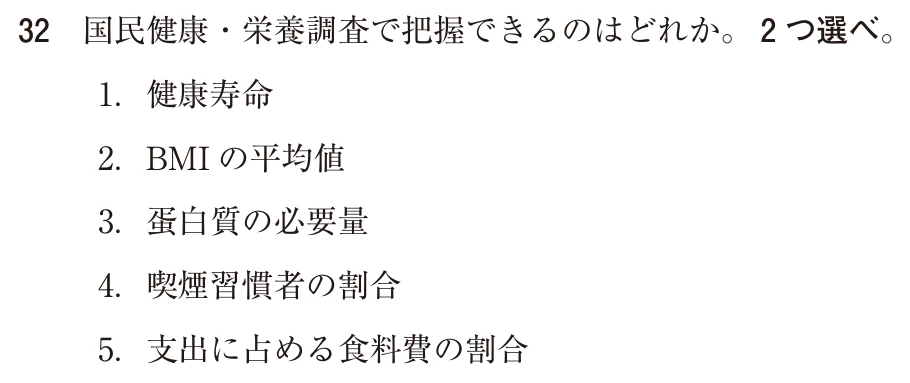 32 国民健康・栄養調査で把握できるのはどれか。2つ選べ。
1. 健康寿命
2. BMI の平均値
3. 蛋白質の必要量
4. 喫煙習慣者の割合
5. 支出に占める食料費の割合